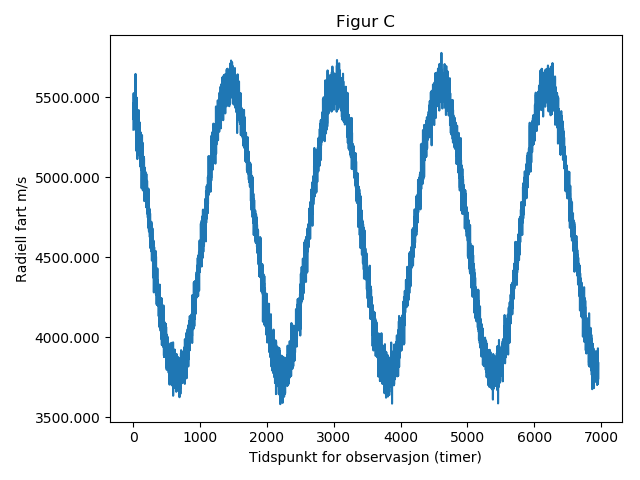 Figur C
Radiell fart m/s
5500.000
5000.000
4500.000
4000.000
3500.000
0 1000 2000 3000 4000 5000 6000 7000
Tidspunkt for observasjon (timer)